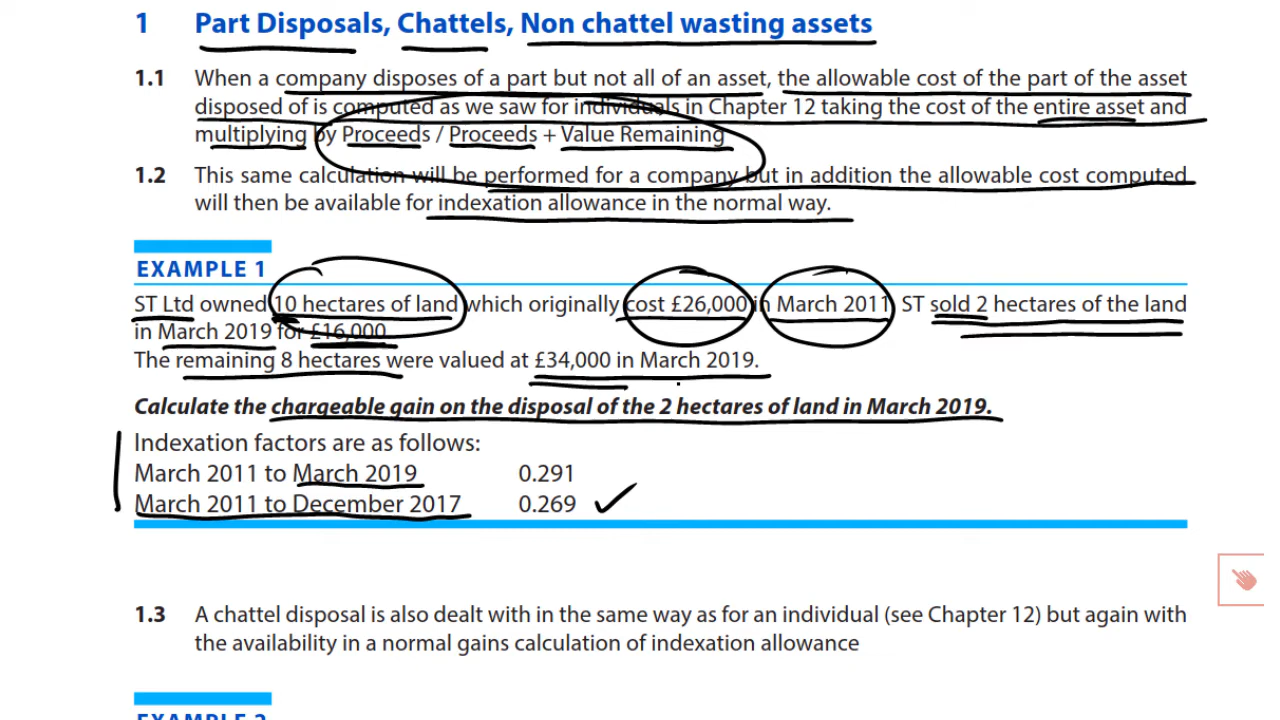 1 Part Disposals, Chattels, Non chattel wasting assets
1.1 When a company disposes of a part but not all of an asset, the allowable cost of the part of the asset
disposed of is computed as we saw for individuals in Chapter 12 taking the cost of the entire asset and
multiplying by Proceeds / Proceeds + Value Remaining
1.2 This same calculation will be performed for a company but in addition the allowable cost computed
will then be available for indexation allowance in the normal way.
EXAMPLE 1
ST Ltd owned 10 hectares of land which originally cost £26,000 in March 2011. ST sold 2 hectares of the land
in March 2019 for £16,000
The remaining 8 hectares were valued at £34,000 in March 2019.
Calculate the chargeable gain on the disposal of the 2 hectares of land in March 2019.
Indexation factors are as follows:
March 2011 to March 2019 0.291
March 2011 to December 2017 0.269
1.3 A chattel disposal is also dealt with in the same way as for an individual (see Chapter 12) but again with
the availability in a normal gains calculation of indexation allowance
EXAMPLE 2